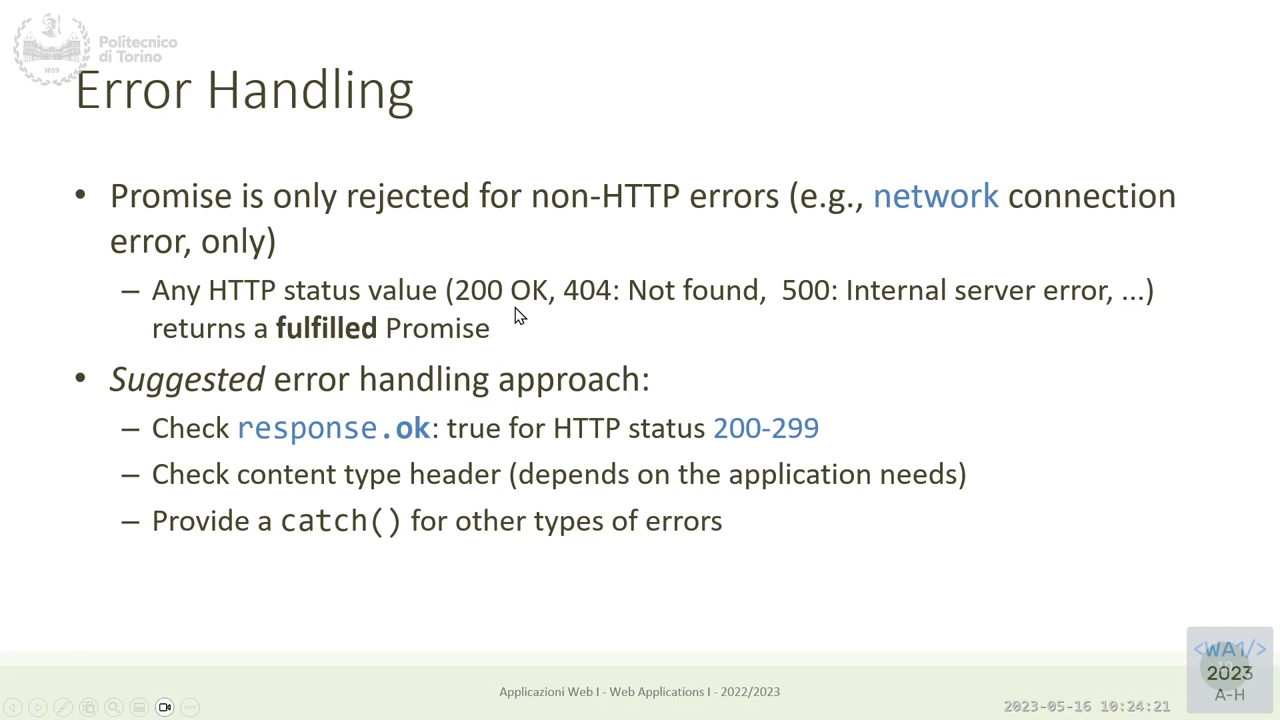 Politecnico
di Torino
1859
Error Handling
• Promise is only rejected for non-HTTP errors (e.g., network connection
error, only)
– Any HTTP status value (200 OK, 404: Not found,  500: Internal server error, ...)
returns a fulfilled Promise
• Suggested error handling approach:
– Check response.ok: true for HTTP status 200-299
– Check content type header (depends on the application needs)
– Provide a catch() for other types of errors
<WA1/>
2023
A-H
Applicazioni Web I - Web Applications I - 2022/2023
2023-05-16 10:24:21